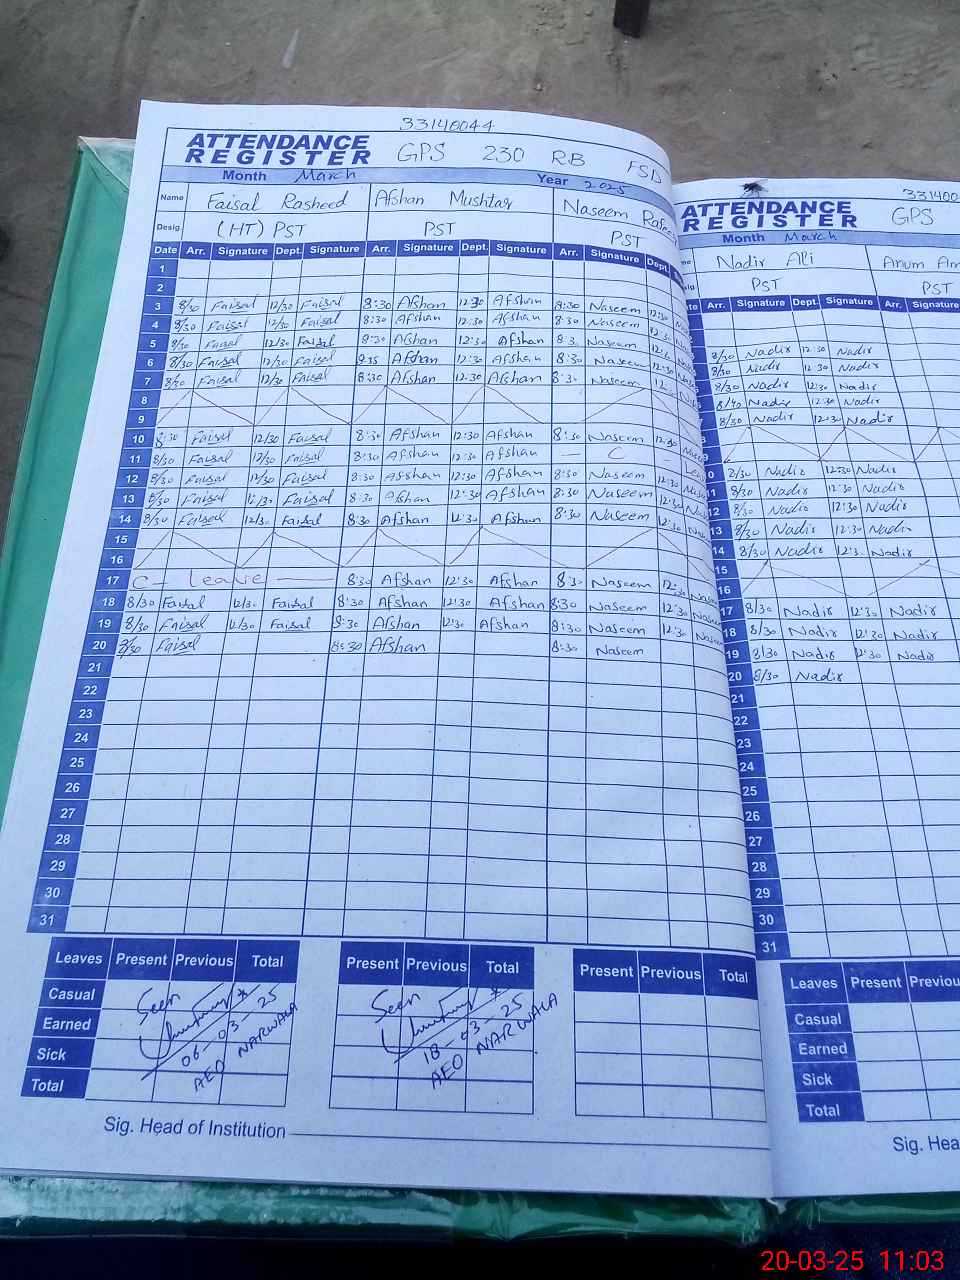 33140044
ATTENDANCE REGISTER GPS 230 RB FSD
Month March Year 2025
Name Faisal Rasheed Afshan Mushtaq Naseem
Desig. (HT) PST PST PST
Date Arr. Signature Dept. Signature Arr. Signature Dept. Signature Arr. Signature Dept.
1
2
3 8/30 Faisal 12/30 Faisal 8:30 Afshan 12:30 Afshan 8:30 Naseem 12:30
4 8/30 Faisal 12/30 Faisal 8:30 Afshan 12:30 Afshan 8:30 Naseem
5 8/30 Faisal 12/30 Faisal 8:30 Afshan 12:30 Afshan 8:3 Naseem
6 8/30 Faisal 12/30 Faisal Afshan 12:30 Afshan 8:30 Naseem
7 8/30 Faisal 12/30 Faisal 8:30 Afshan 12:30 Afshan 8:3 Naseem 12
8
9
10 8:30 Faisal 12/30 Faisal 8:30 Afshan 12:30 Afshan 8:30 Naseem 12:30
11 8/30 Faisal 12/30 Faisal 8:30 Afshan 12:30 Afshan — C —
12 8/30 Faisal 12/30 Faisal 8:30 Afshan 12:30 Afshan 8:30 Naseem 12:30
13 8/30 Faisal Faisal 8:30 Afshan 12:30 Afshan 8:30 Naseem
14 8/30 Faisal 12/30 Faisal 8:30 Afshan 12:30 Afshan 8:30 Naseem 12:30
15
16
17 C — Leave — 8:30 Afshan 12:30 Afshan 8:3 Naseem 12:30 Naseem
18 8/30 Faisal 12/30 Faisal 8:30 Afshan 12:30 Afshan 8:30 Naseem 12:30 Naseem
19 8/30 Faisal 12/30 Faisal 8:30 Afshan 12:30 Afshan 8:30 Naseem 12:30 Naseem
20 8/30 Faisal 8:30 Afshan 8:30 Naseem
21
22
23
24
25
26
27
28
29
30
31
Leaves Present Previous Total Present Previous Total Present Previous Total
Casual Seen Seen
Earned 06-03-25 18-03-25
Sick AEO NARWALA AEO NARWALA
Total
Sig. Head of Institution
331400
ATTENDANCE REGISTER GPS
Month March
Nadir Ali Anum
PST PST
Arr. Signature Dept. Signature Arr. Signature
8/30 Nadir 12:30 Nadir
8/30 Nadir 12:30 Nadir
8/30 Nadir 12:30 Nadir
8/40 Nadir 12:30 Nadir
8/30 Nadir 12:3 Nadir
8/30 Nadir 12:30 Nadir
11 8/30 Nadir 12:30 Nadir
12 8/30 Nadir 12:30 Nadir
13 8/30 Nadir 12:30 Nadir
14 8/30 Nadir 12:3 Nadir
15
16
17 8/30 Nadir 12:30 Nadir
18 8/30 Nadir 12:30 Nadir
19 8/30 Nadir 12:30 Nadir
20 8/30 Nadir
21
22
23
24
25
26
27
28
29
30
31
Leaves Present
Casual
Earned
Sick
Total
Sig.
20-03-25 11:03